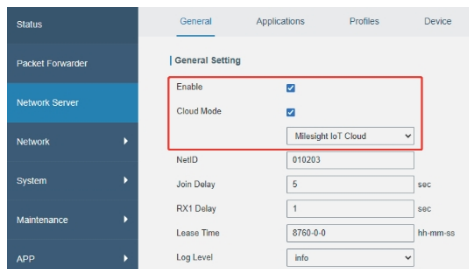 Status
Packet Forwarder
Network Server
Network
System
Maintenance
APP
General Applications Profiles Device
General Setting
Enable
Cloud Mode
Milesight IoT Cloud
NetID 010203
Join Delay 5 sec
RX1 Delay 1 sec
Lease Time 8760-0-0 hh-mm-ss
Log Level info